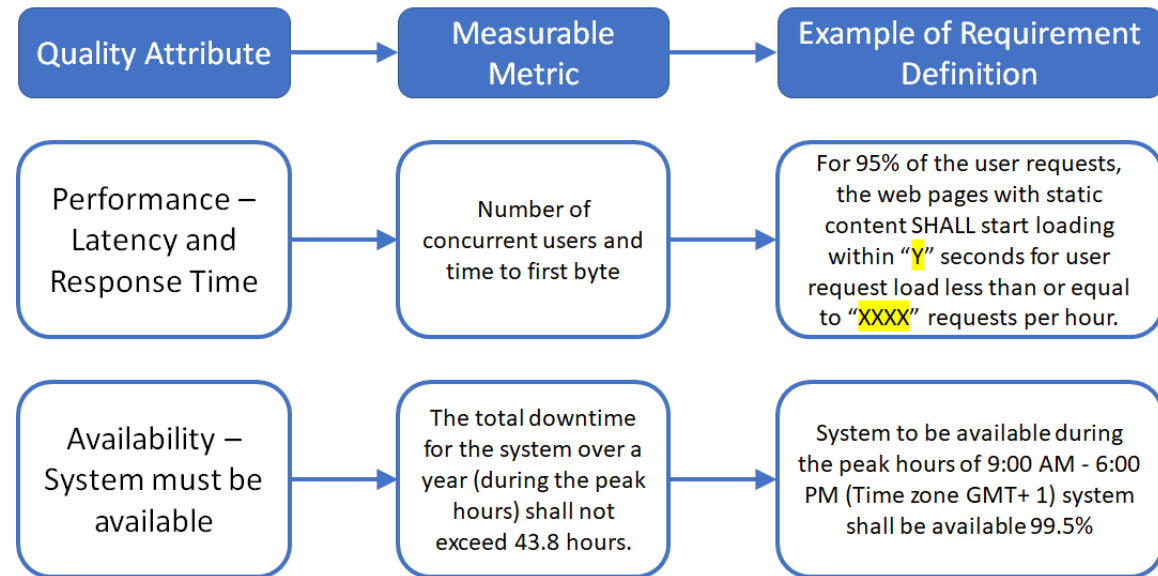 Quality Attribute
Measurable
Metric
Example of Requirement
Definition
Performance –
Latency and
Response Time
Number of
concurrent users and
time to first byte
For 95% of the user requests,
the web pages with static
content SHALL start loading
within “Y” seconds for user
request load less than or equal
to “XXXX” requests per hour.
Availability –
System must be
available
The total downtime
for the system over a
year (during the peak
hours) shall not
exceed 43.8 hours.
System to be available during
the peak hours of 9:00 AM - 6:00
PM (Time zone GMT+ 1) system
shall be available 99.5%